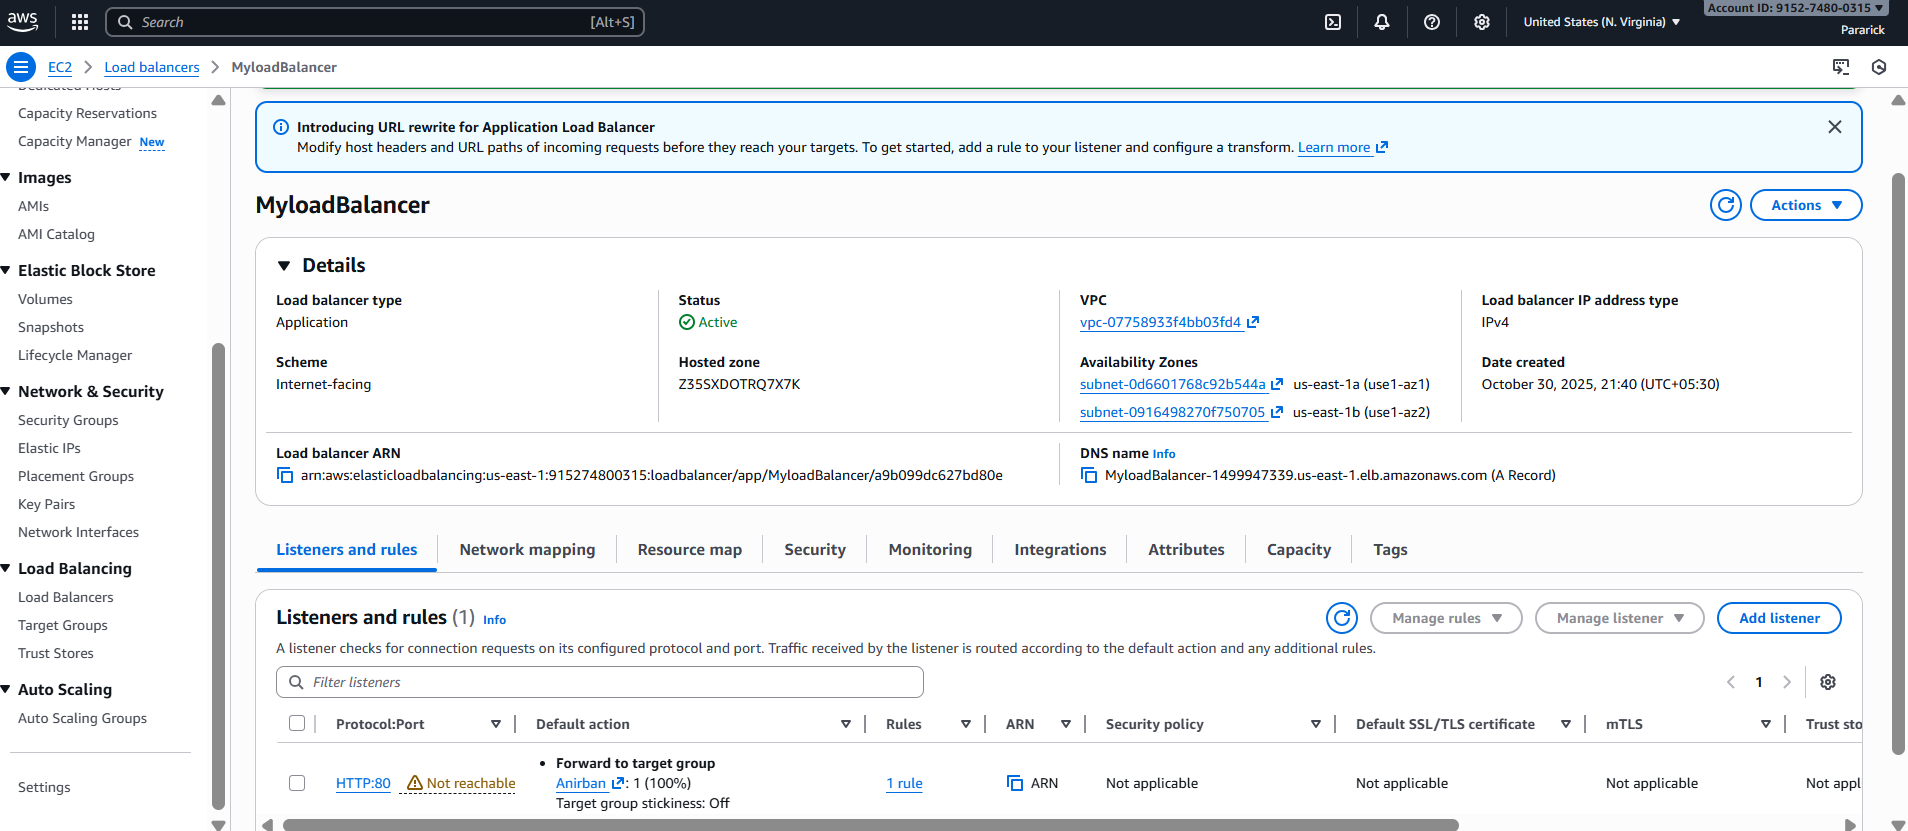 aws
Search [Alt+S]
United States (N. Virginia)
Account ID: 9152-7480-0315
Pararick
EC2 > Load balancers > MyloadBalancer
Dedicated Hosts
Capacity Reservations
Capacity Manager New
Images
AMIs
AMI Catalog
Elastic Block Store
Volumes
Snapshots
Lifecycle Manager
Network & Security
Security Groups
Elastic IPs
Placement Groups
Key Pairs
Network Interfaces
Load Balancing
Load Balancers
Target Groups
Trust Stores
Auto Scaling
Auto Scaling Groups
Settings
Introducing URL rewrite for Application Load Balancer
Modify host headers and URL paths of incoming requests before they reach your targets. To get started, add a rule to your listener and configure a transform. Learn more
MyloadBalancer
Actions
Details
Load balancer type
Application
Status
Active
VPC
vpc-07758933f4bb03fd4
Load balancer IP address type
IPv4
Scheme
Internet-facing
Hosted zone
Z35SXDOTRQ7X7K
Availability Zones
subnet-0d6601768c92b544a us-east-1a (use1-az1)
subnet-0916498270f750705 us-east-1b (use1-az2)
Date created
October 30, 2025, 21:40 (UTC+05:30)
Load balancer ARN
arn:aws:elasticloadbalancing:us-east-1:915274800315:loadbalancer/app/MyloadBalancer/a9b099dc627bd80e
DNS name Info
MyloadBalancer-1499947339.us-east-1.elb.amazonaws.com (A Record)
Listeners and rules Network mapping Resource map Security Monitoring Integrations Attributes Capacity Tags
Listeners and rules (1) Info
Manage rules Manage listener Add listener
A listener checks for connection requests on its configured protocol and port. Traffic received by the listener is routed according to the default action and any additional rules.
Filter listeners
1
Protocol:Port Default action Rules ARN Security policy Default SSL/TLS certificate mTLS Trust sto
HTTP:80 Not reachable
• Forward to target group
Anirban : 1 (100%)
Target group stickiness: Off
1 rule ARN Not applicable Not applicable Not applicable Not appl